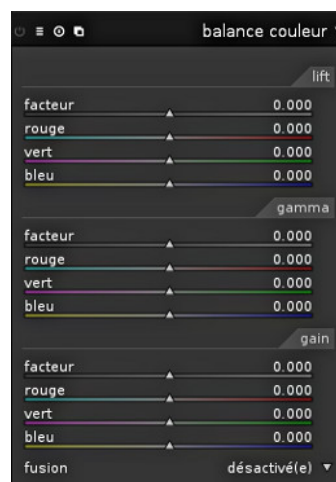 balance couleur
lift
facteur 0.000
rouge 0.000
vert 0.000
bleu 0.000
gamma
facteur 0.000
rouge 0.000
vert 0.000
bleu 0.000
gain
facteur 0.000
rouge 0.000
vert 0.000
bleu 0.000
fusion désactivé(e)